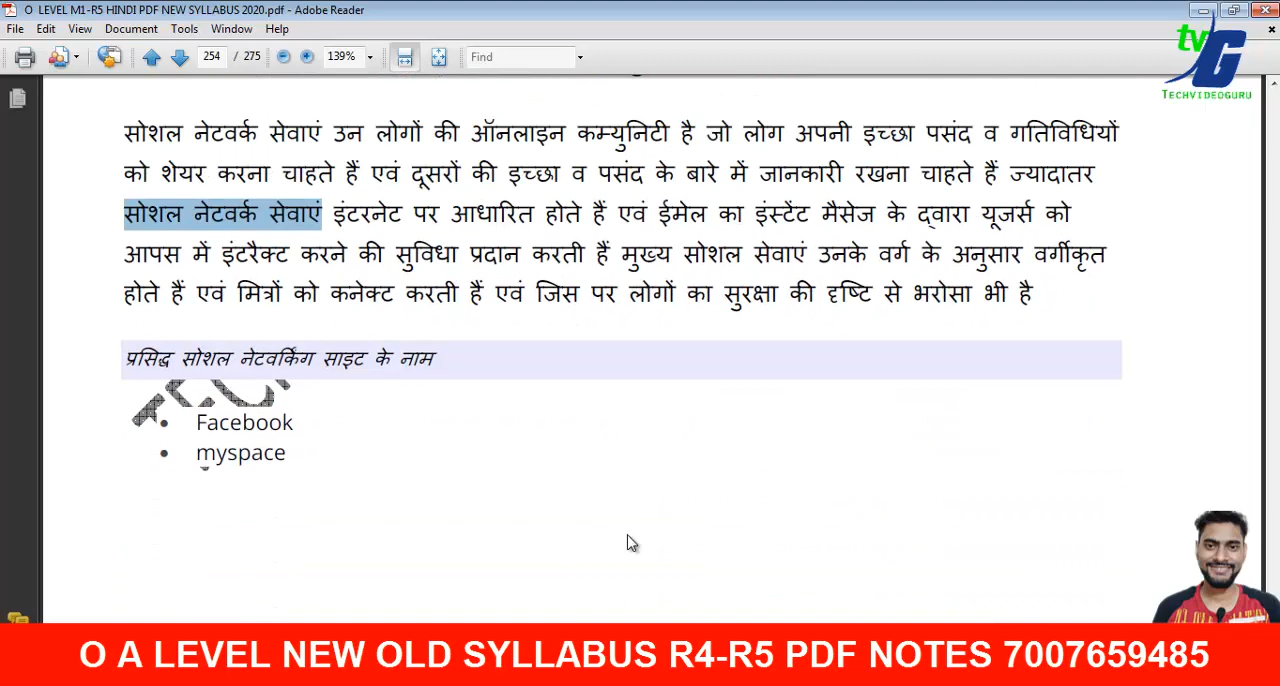 O LEVEL M1-R5 HINDI PDF NEW SYLLABUS 2020.pdf - Adobe Reader
File Edit View Document Tools Window Help
254 / 275 139% Find
tv G
TECHVIDEOGURU
सोशल नेटवर्क सेवाएं उन लोगों की ऑनलाइन कम्युनिटी है जो लोग अपनी इच्छा पसंद व गतिविधियों
को शेयर करना चाहते हैं एवं दूसरों की इच्छा व पसंद के बारे में जानकारी रखना चाहते हैं ज्यादातर
सोशल नेटवर्क सेवाएं इंटरनेट पर आधारित होते हैं एवं ईमेल का इंस्टेंट मैसेज के द्वारा यूजर्स को
आपस में इंटरैक्ट करने की सुविधा प्रदान करती हैं मुख्य सोशल सेवाएं उनके वर्ग के अनुसार वर्गीकृत
होते हैं एवं मित्रों को कनेक्ट करती हैं एवं जिस पर लोगों का सुरक्षा की दृष्टि से भरोसा भी है
प्रसिद्ध सोशल नेटवर्किंग साइट के नाम
• Facebook
• myspace
O A LEVEL NEW OLD SYLLABUS R4-R5 PDF NOTES 7007659485